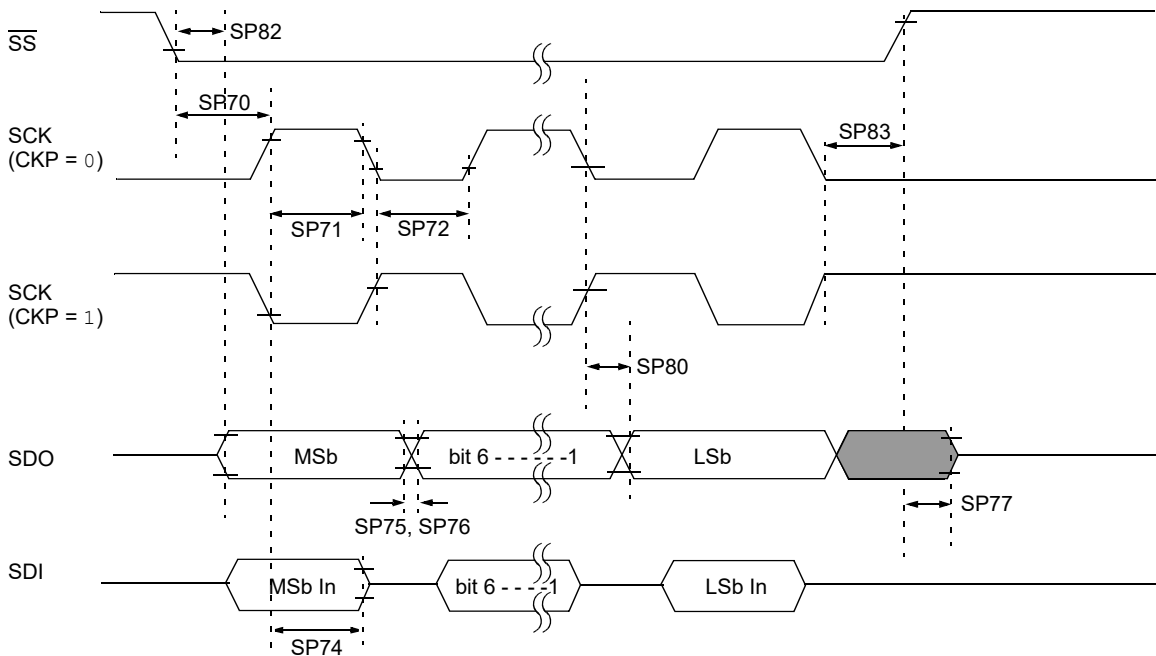 SS
SP82
SP70
SCK
(CKP = 0)
SP83
SP71
SP72
SCK
(CKP = 1)
SP80
SDO
MSb
bit 6 - - - - - - -1
LSb
SP75, SP76
SP77
SDI
MSb In
bit 6 - - - -1
LSb In
SP74